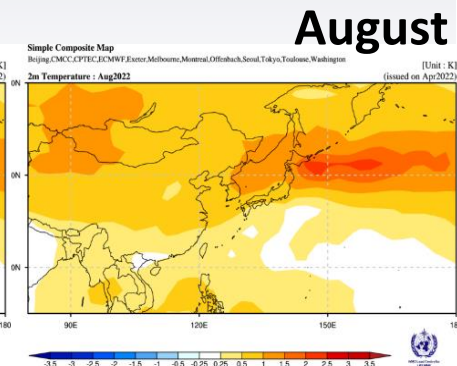 August
Simple Composite Map
K] Beijing,CMCC,CPTEC,ECMWF,Exeter,Melbourne,Montreal,Offenbach,Seoul,Tokyo,Toulouse,Washington [Unit : K]
2) 2m Temperature : Aug2022 (issued on Apr2022)
0N
0N
0N
180 90E 120E 150E 18
-3.5 -3 -2.5 -2 -1.5 -1 -0.5 -0.25 0.25 0.5 1 1.5 2 2.5 3 3.5